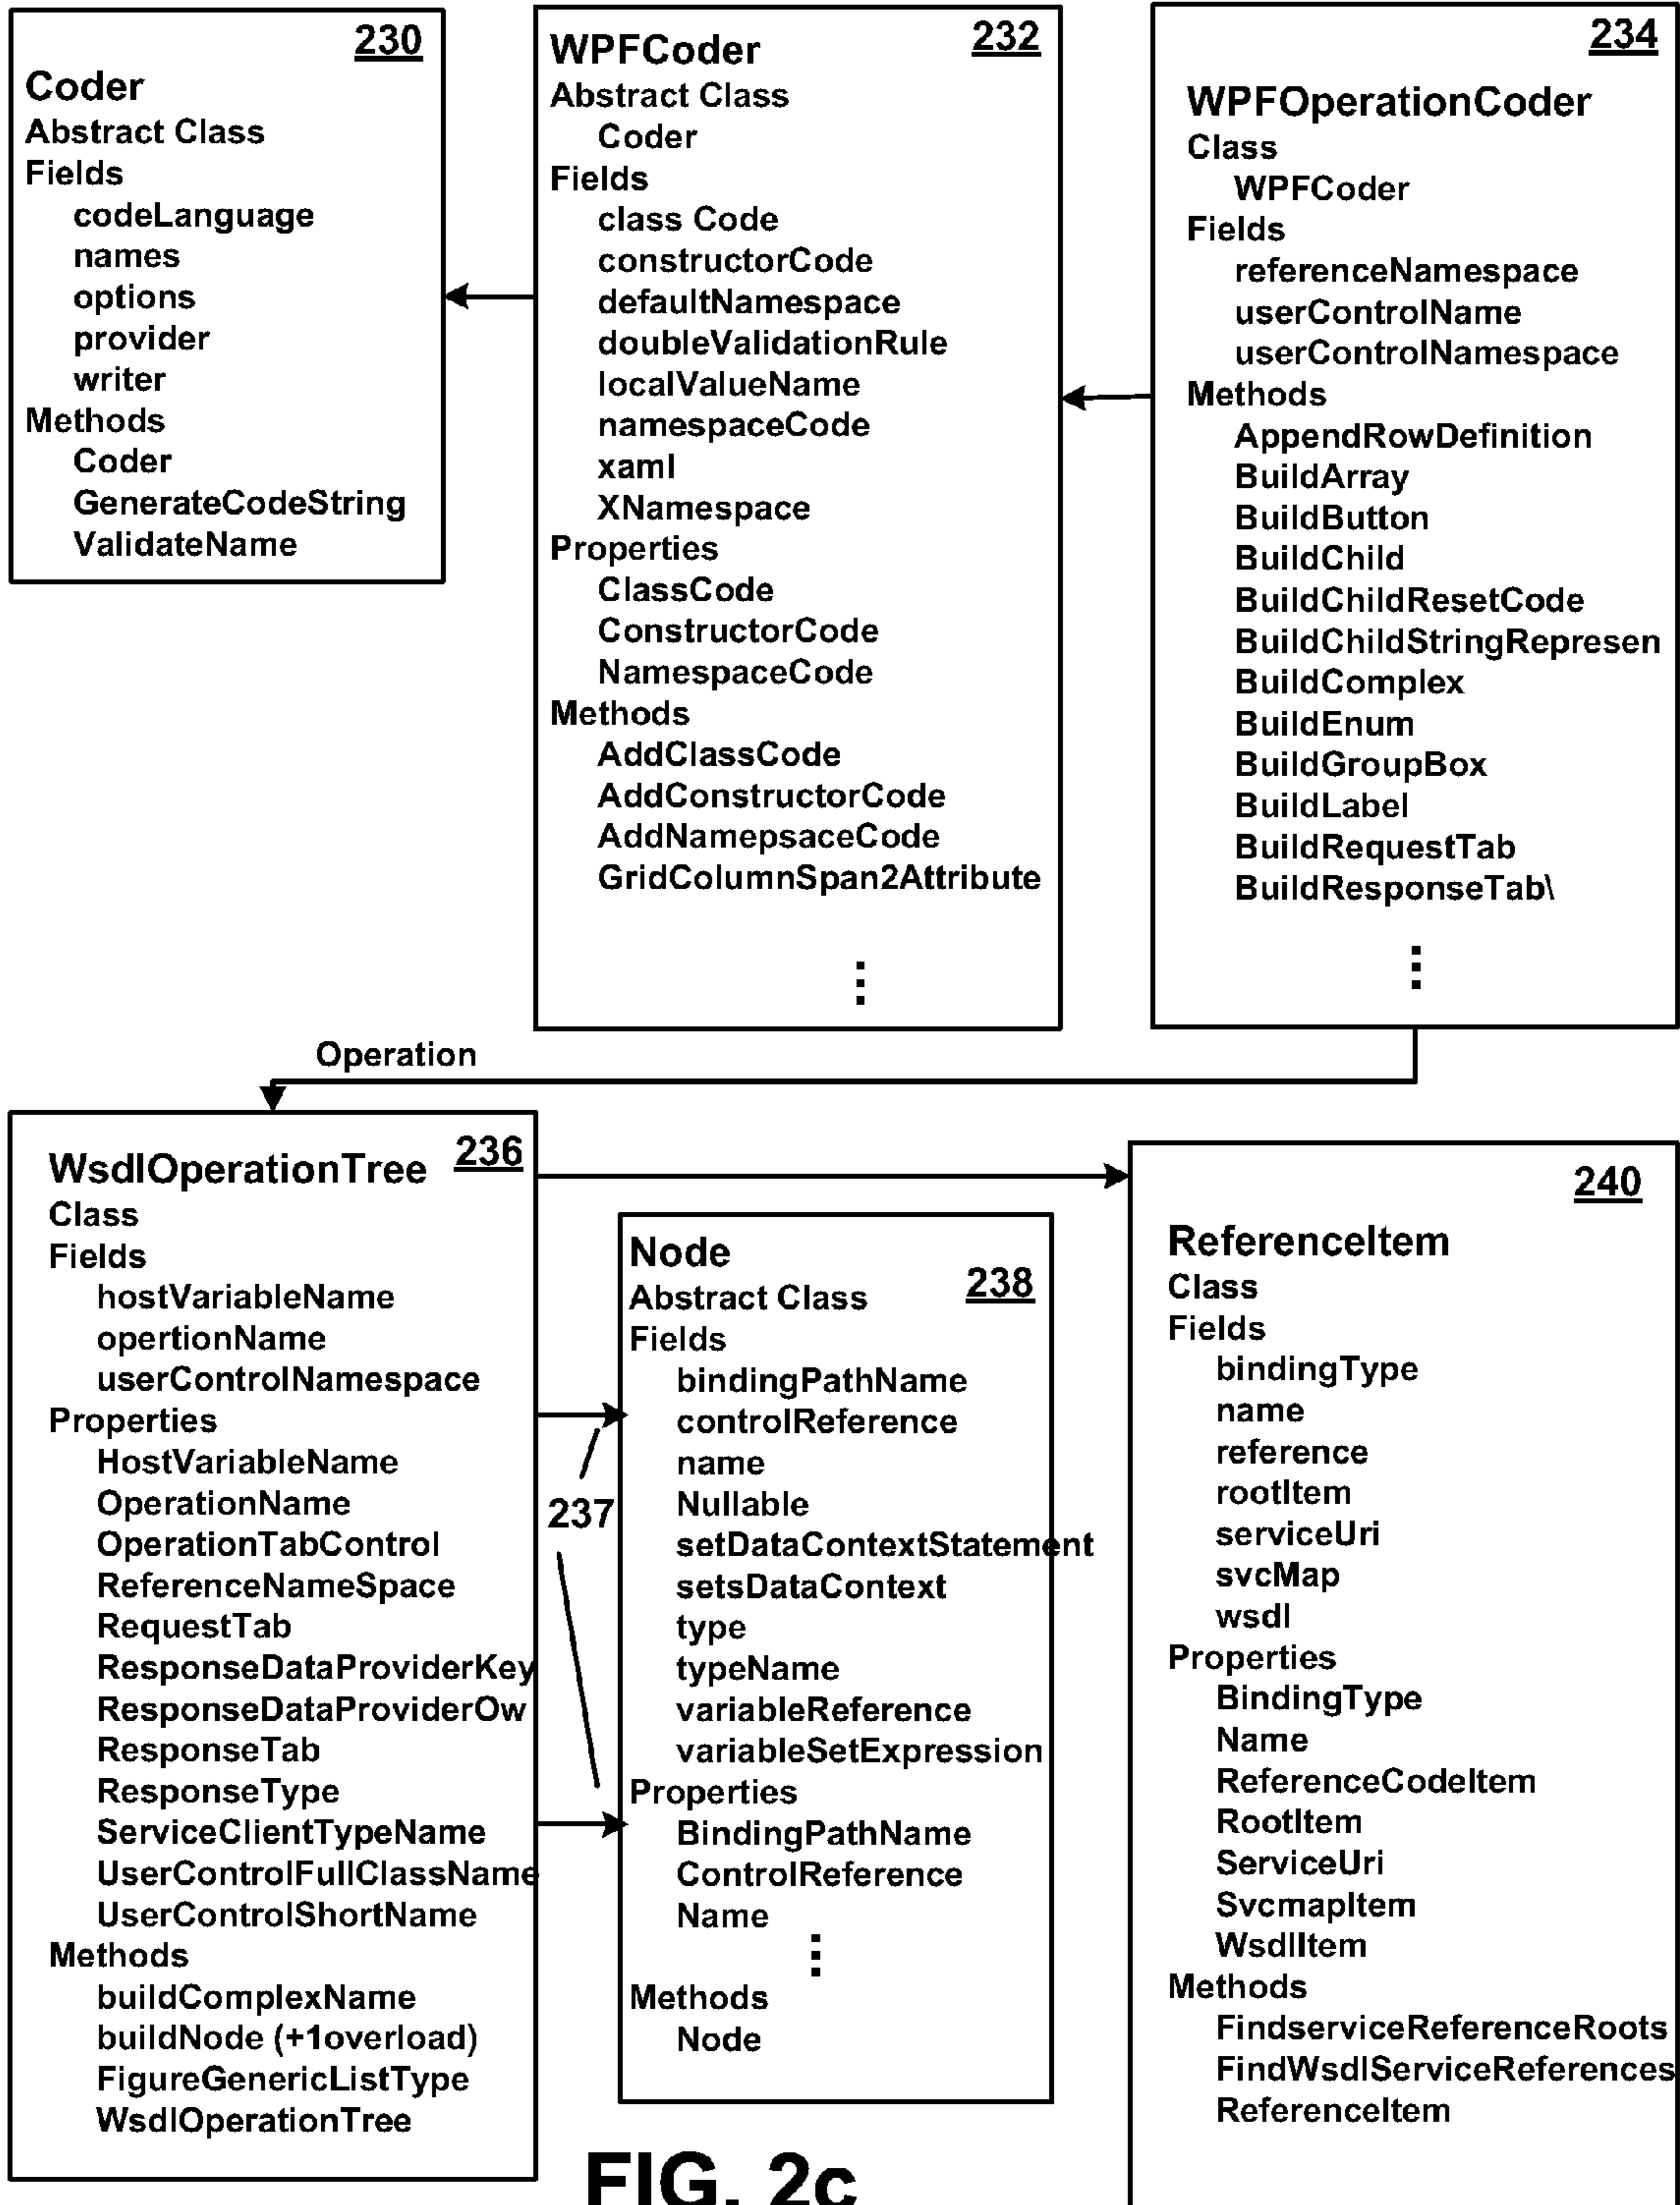 230
Coder
Abstract Class
Fields
codeLanguage
names
options
provider
writer
Methods
Coder
GenerateCodeString
ValidateName
232
WPFCoder
Abstract Class
Coder
Fields
class Code
constructorCode
defaultNamespace
doubleValidationRule
localValueName
namespaceCode
xaml
XNamespace
Properties
ClassCode
ConstructorCode
NamespaceCode
Methods
AddClassCode
AddConstructorCode
AddNamepsaceCode
GridColumnSpan2Attribute
234
WPFOperationCoder
Class
WPFCoder
Fields
referenceNamespace
userControlName
userControlNamespace
Methods
AppendRowDefinition
BuildArray
BuildButton
BuildChild
BuildChildResetCode
BuildChildStringRepresen
BuildComplex
BuildEnum
BuildGroupBox
BuildLabel
BuildRequestTab
BuildResponseTab\
Operation
WsdlOperationTree 236
Class
Fields
hostVariableName
opertionName
userControlNamespace
Properties
HostVariableName
OperationName
OperationTabControl
ReferenceNameSpace
RequestTab
ResponseDataProviderKey
ResponseDataProviderOw
ResponseTab
ResponseType
ServiceClientTypeName
UserControlFullClassName
UserControlShortName
Methods
buildComplexName
buildNode (+1overload)
FigureGenericListType
WsdlOperationTree
237
Node
238
Abstract Class
Fields
bindingPathName
controlReference
name
Nullable
setDataContextStatement
setsDataContext
type
typeName
variableReference
variableSetExpression
Properties
BindingPathName
ControlReference
Name
Methods
Node
240
ReferenceItem
Class
Fields
bindingType
name
reference
rootItem
serviceUri
svcMap
wsdl
Properties
BindingType
Name
ReferenceCodeItem
RootItem
ServiceUri
SvcmapItem
WsdlItem
Methods
FindserviceReferenceRoots
FindWsdlServiceReferences
ReferenceItem
FIG. 2c